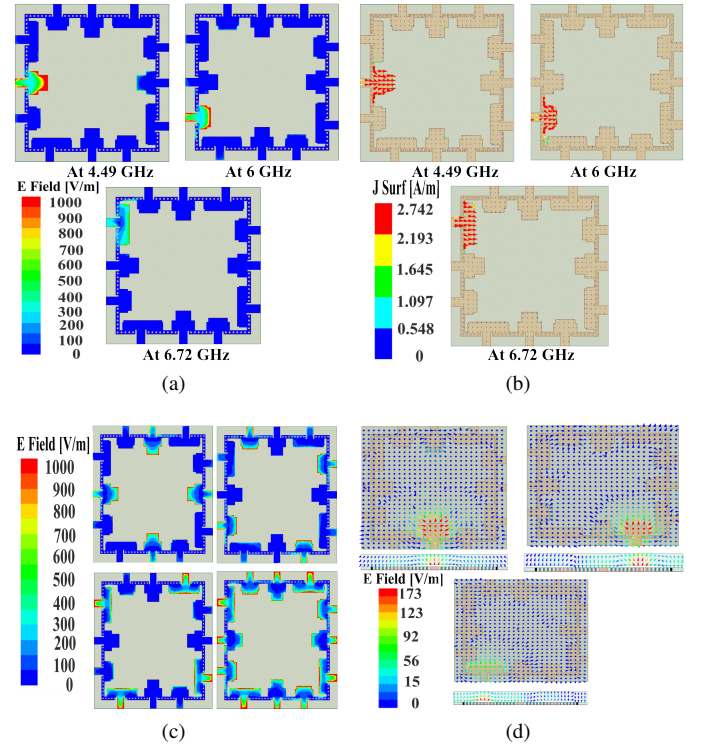 At 4.49 GHz
At 6 GHz
E Field [V/m]
1000
900
800
700
600
500
400
300
200
100
0
At 6.72 GHz
(a)
At 4.49 GHz
At 6 GHz
J Surf [A/m]
2.742
2.193
1.645
1.097
0.548
0
At 6.72 GHz
(b)
E Field [V/m]
1000
900
800
700
600
500
400
300
200
100
0
(c)
E Field [V/m]
173
123
92
56
15
0
(d)